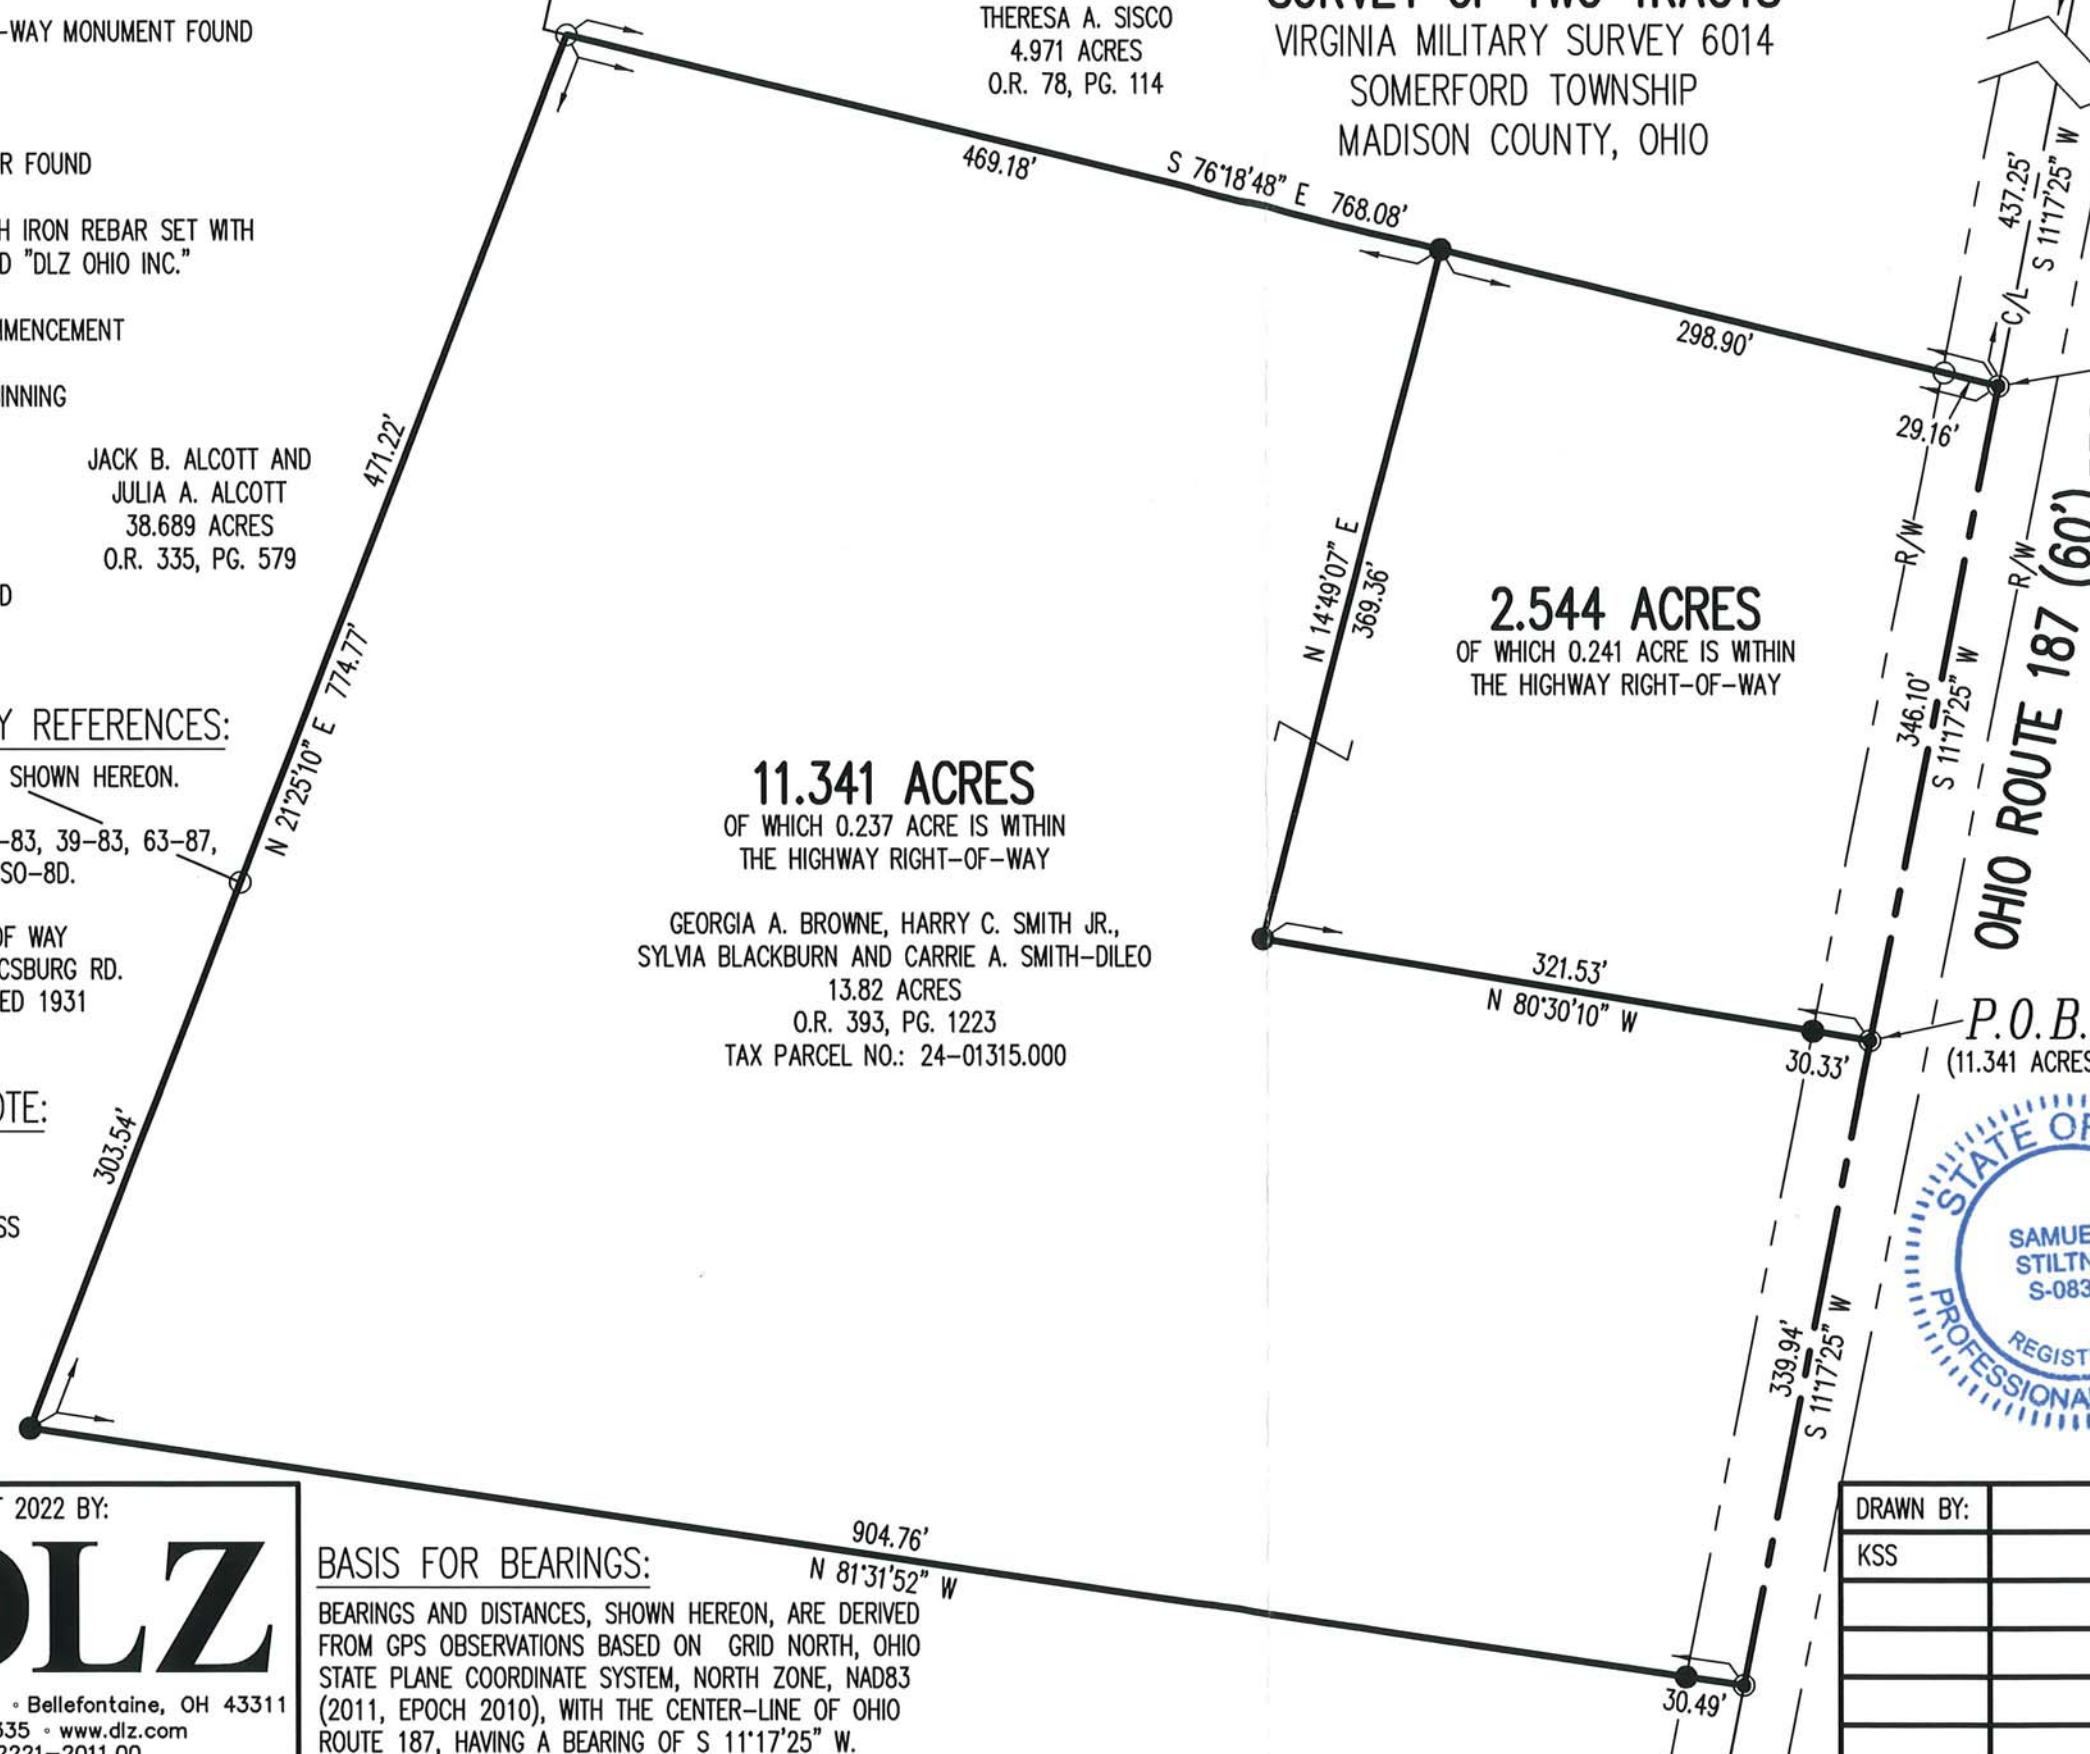 -WAY MONUMENT FOUND
R FOUND
H IRON REBAR SET WITH
D "DLZ OHIO INC."
MMENCEMENT
INNING
THERESA A. SISCO
4.971 ACRES
O.R. 78, PG. 114
SURVEY OF TWO TRACTS
VIRGINIA MILITARY SURVEY 6014
SOMERFORD TOWNSHIP
MADISON COUNTY, OHIO
469.18'
S 76°18'48" E 768.08'
298.90'
29.16'
437.25'
S 11°17'25" W
C/L
JACK B. ALCOTT AND
JULIA A. ALCOTT
38.689 ACRES
O.R. 335, PG. 579
471.22'
N 21°25'10" E 774.77'
303.54'
D
Y REFERENCES:
SHOWN HEREON.
-83, 39-83, 63-87,
SO-8D.
OF WAY
CSBURG RD.
ED 1931
OTE:
SS
N 14°49'07" E
369.36'
2.544 ACRES
OF WHICH 0.241 ACRE IS WITHIN
THE HIGHWAY RIGHT-OF-WAY
R/W
R/W
346.10'
S 11°17'25" W
OHIO ROUTE 187 (60')
11.341 ACRES
OF WHICH 0.237 ACRE IS WITHIN
THE HIGHWAY RIGHT-OF-WAY
GEORGIA A. BROWNE, HARRY C. SMITH JR.,
SYLVIA BLACKBURN AND CARRIE A. SMITH-DILEO
13.82 ACRES
O.R. 393, PG. 1223
TAX PARCEL NO.: 24-01315.000
321.53'
N 80°30'10" W
30.33'
P.O.B.
(11.341 ACRES
339.94'
S 11°17'25" W
STATE OF
SAMUE
STILTN
S-083
REGIST
PROFESSIONA
904.76'
N 81°31'52" W
30.49'
T 2022 BY:
DLZ
° Bellefontaine, OH 43311
335 ° www.dlz.com
2221-2011.00
BASIS FOR BEARINGS:
BEARINGS AND DISTANCES, SHOWN HEREON, ARE DERIVED
FROM GPS OBSERVATIONS BASED ON GRID NORTH, OHIO
STATE PLANE COORDINATE SYSTEM, NORTH ZONE, NAD83
(2011, EPOCH 2010), WITH THE CENTER-LINE OF OHIO
ROUTE 187, HAVING A BEARING OF S 11°17'25" W.
DRAWN BY:
KSS